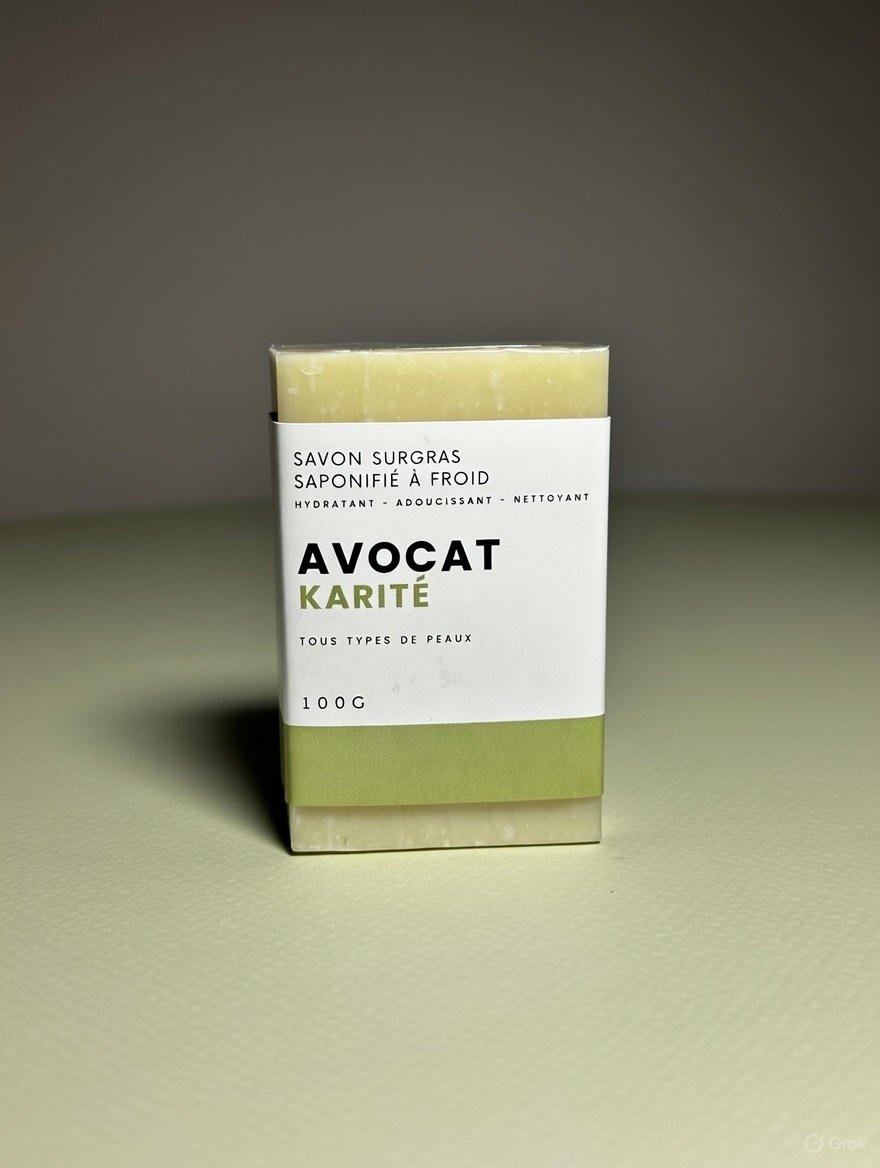 SAVON SURGRAS
SAPONIFIÉ À FROID
HYDRATANT - ADOUCISSANT - NETTOYANT
AVOCAT
KARITÉ
TOUS TYPES DE PEAUX
100G
Grok